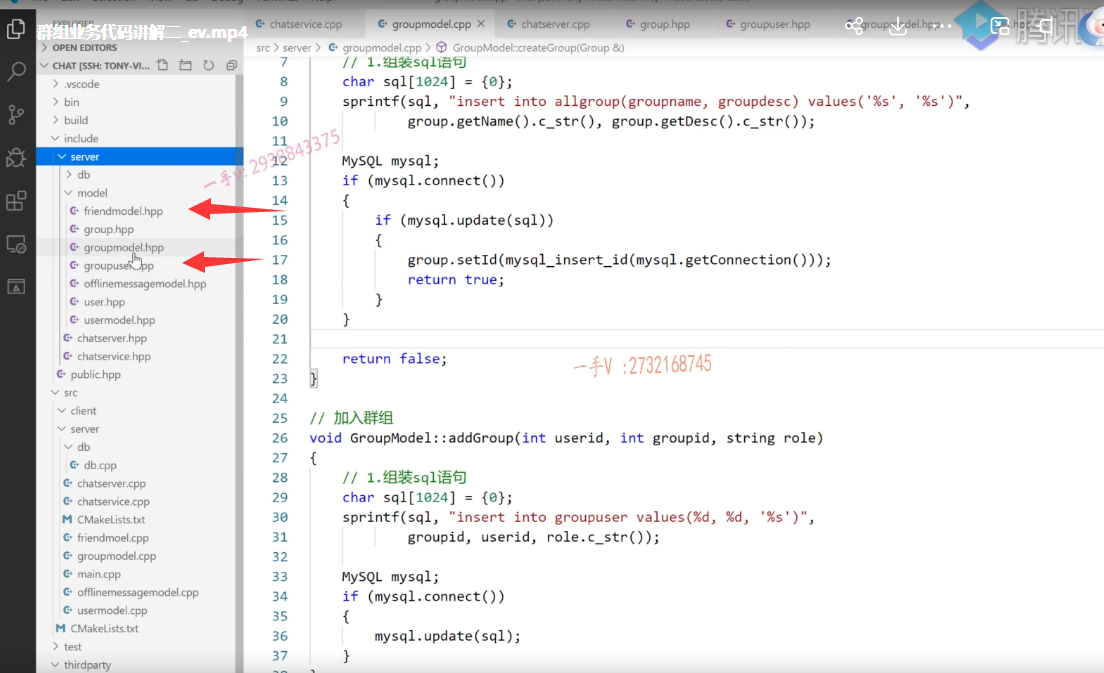 群组业务代码讲解二_ev.mp4
chatservice.cpp
groupmodel.cpp
chatserver.cpp
group.hpp
groupuser.hpp
groupmodel.hpp
腾讯
OPEN EDITORS
CHAT [SSH: TONY-VI...
src > server > groupmodel.cpp > GroupModel::createGroup(Group &)
.vscode
bin
build
include
server
db
model
friendmodel.hpp
group.hpp
groupmodel.hpp
groupuser.hpp
offlinemessagemodel.hpp
user.hpp
usermodel.hpp
chatserver.hpp
chatservice.hpp
public.hpp
src
client
server
db
db.cpp
chatserver.cpp
chatservice.cpp
CMakeLists.txt
friendmoel.cpp
groupmodel.cpp
main.cpp
offlinemessagemodel.cpp
usermodel.cpp
CMakeLists.txt
test
thirdparty
7 // 1.组装sql语句
8 char sql[1024] = {0};
9 sprintf(sql, "insert into allgroup(groupname, groupdesc) values('%s', '%s')",
10 group.getName().c_str(), group.getDesc().c_str());
11
12 MySQL mysql;
13 if (mysql.connect())
14 {
15 if (mysql.update(sql))
16 {
17 group.setId(mysql_insert_id(mysql.getConnection()));
18 return true;
19 }
20 }
21
22 return false;
23 }
24
25 // 加入群组
26 void GroupModel::addGroup(int userid, int groupid, string role)
27 {
28 // 1.组装sql语句
29 char sql[1024] = {0};
30 sprintf(sql, "insert into groupuser values(%d, %d, '%s')",
31 groupid, userid, role.c_str());
32
33 MySQL mysql;
34 if (mysql.connect())
35 {
36 mysql.update(sql);
37 }
一手V: 2938843375
一手V :2732168745